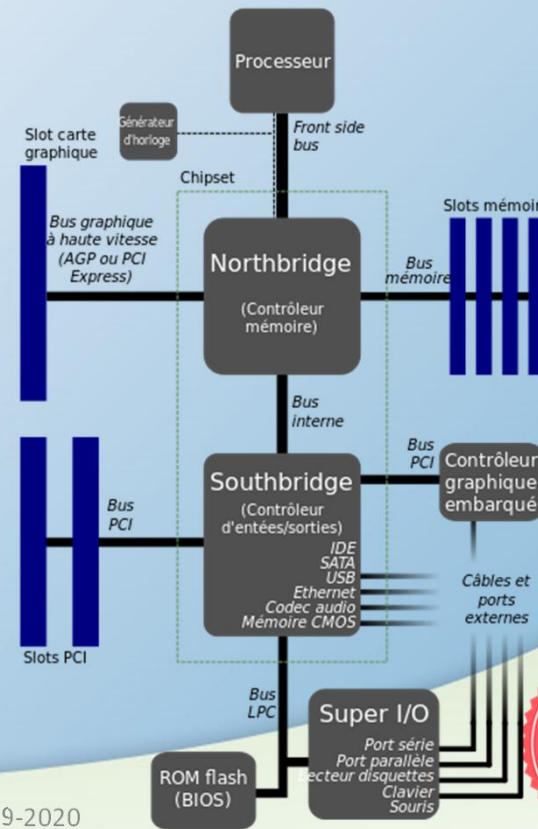 Processeur
Générateur
d'horloge
Front side
bus
Slot carte
graphique
Chipset
Bus graphique
à haute vitesse
(AGP ou PCI
Express)
Northbridge
(Contrôleur
mémoire)
Bus
mémoire
Slots mémoir
Bus
interne
Southbridge
(Contrôleur
d'entées/sorties)
IDE
SATA
USB
Ethernet
Codec audio
Mémoire CMOS
Bus
PCI
Contrôleur
graphique
embarqué
Bus
PCI
Slots PCI
Câbles et
ports
externes
Bus
LPC
Super I/O
Port série
Port parallèle
Lecteur disquettes
Clavier
Souris
ROM flash
(BIOS)
9-2020